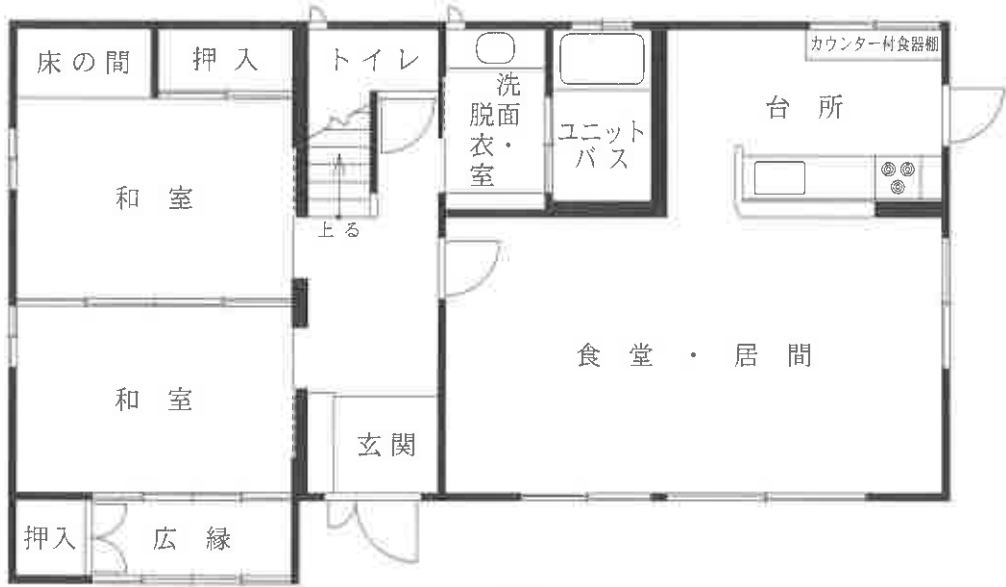 床の間
押入
トイレ
カウンター付食器棚
洗面・
脱衣室
ユニット
バス
台所
和室
上る
食堂・居間
和室
玄関
押入
広縁